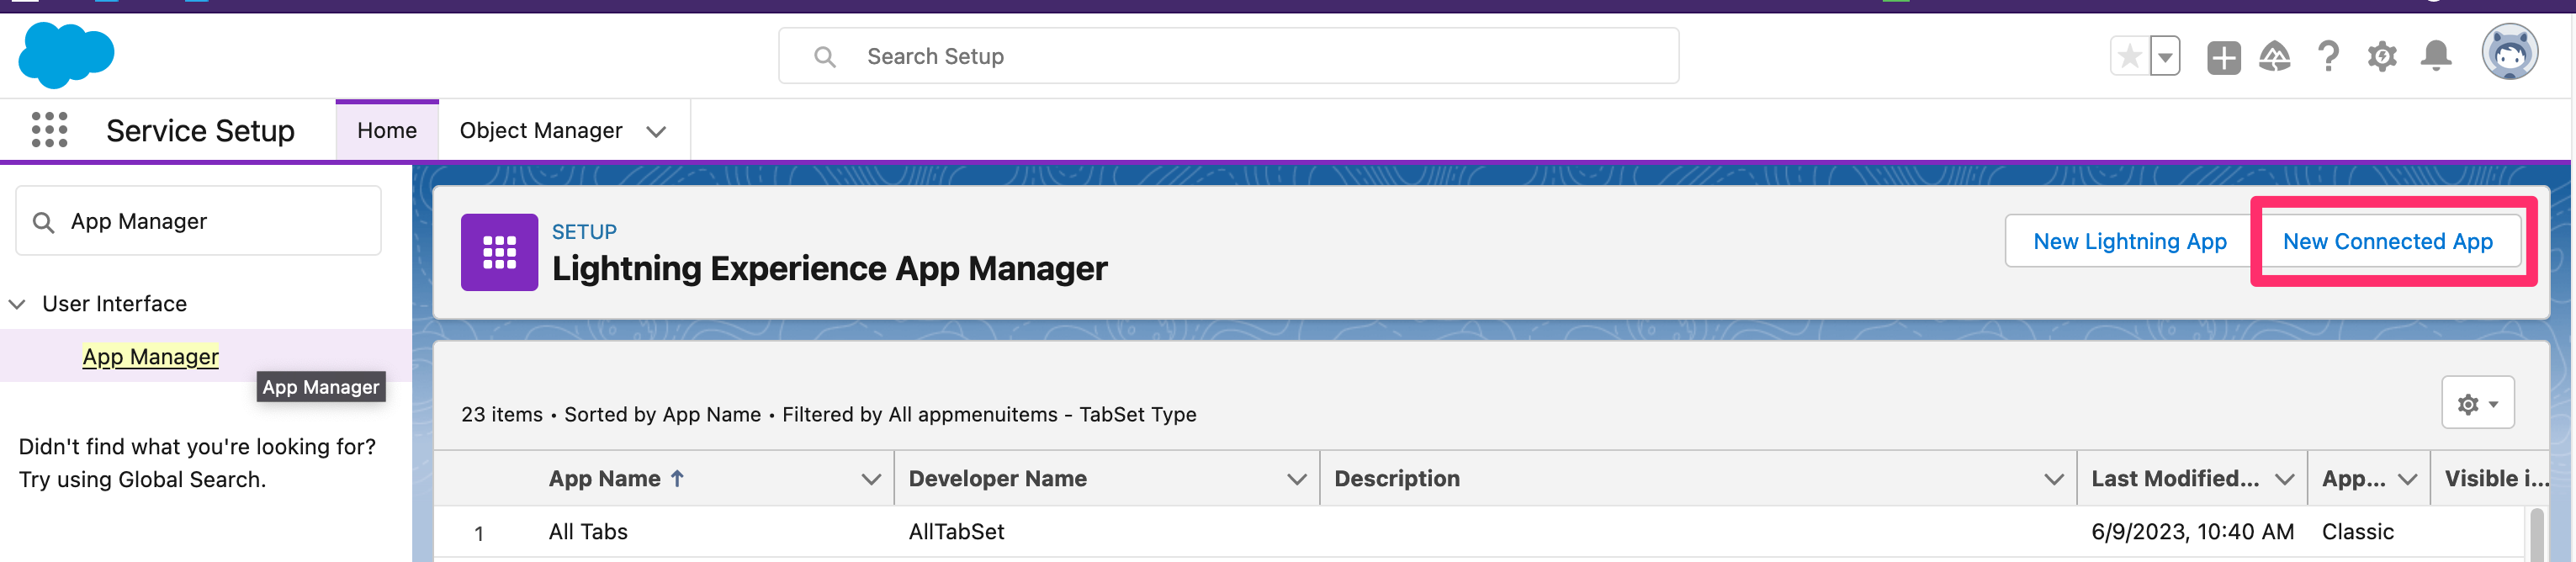 Search Setup
Service Setup
Home
Object Manager
App Manager
User Interface
App Manager
App Manager
Didn't find what you're looking for?
Try using Global Search.
SETUP
Lightning Experience App Manager
New Lightning App
New Connected App
23 items • Sorted by App Name • Filtered by All appmenuitems - TabSet Type
App Name ↑ Developer Name Description Last Modified... App... Visible i...
1 All Tabs AllTabSet 6/9/2023, 10:40 AM Classic